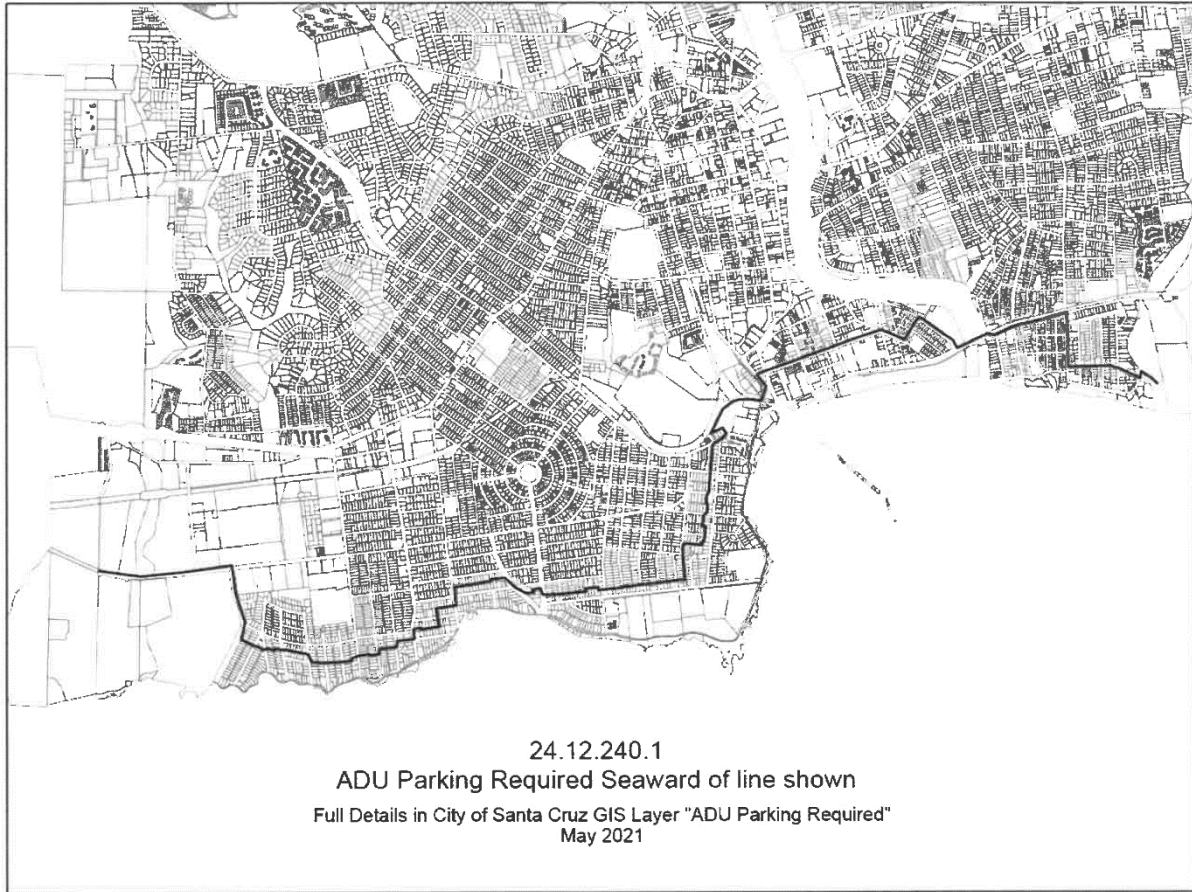 24.12.240.1
ADU Parking Required Seaward of line shown
Full Details in City of Santa Cruz GIS Layer "ADU Parking Required"
May 2021